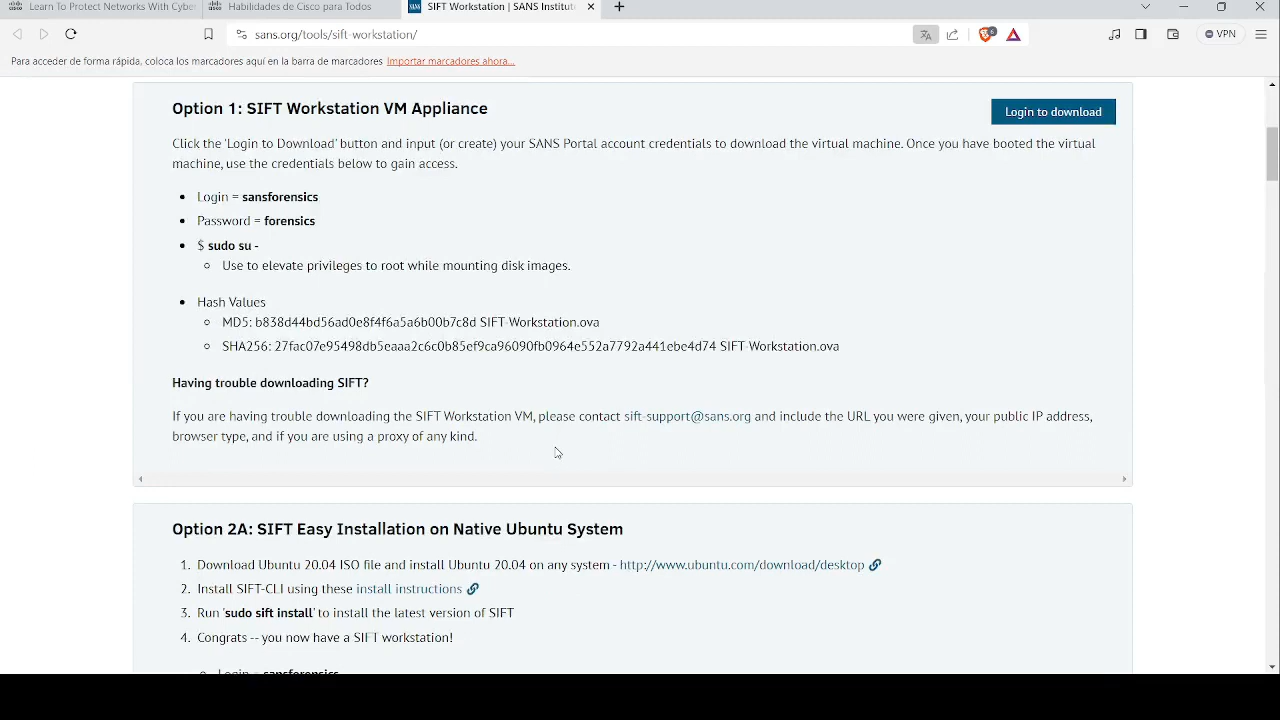 Learn To Protect Networks With Cyber
Habilidades de Cisco para Todos
SIFT Workstation | SANS Institut
sans.org/tools/sift-workstation/
6
VPN
Para acceder de forma rápida, coloca los marcadores aquí en la barra de marcadores Importar marcadores ahora...
Option 1: SIFT Workstation VM Appliance
Login to download
Click the 'Login to Download' button and input (or create) your SANS Portal account credentials to download the virtual machine. Once you have booted the virtual
machine, use the credentials below to gain access.
Login = sansforensics
Password = forensics
$ sudo su -
Use to elevate privileges to root while mounting disk images.
Hash Values
MD5: b838d44bd56ad0e8f4f6a5a6b00b7c8d SIFT-Workstation.ova
SHA256: 27fac07e95498db5eaaa2c6c0b85ef9ca96090fb0964e552a7792a441ebe4d74 SIFT-Workstation.ova
Having trouble downloading SIFT?
If you are having trouble downloading the SIFT Workstation VM, please contact sift-support@sans.org and include the URL you were given, your public IP address,
browser type, and if you are using a proxy of any kind.
Option 2A: SIFT Easy Installation on Native Ubuntu System
1. Download Ubuntu 20.04 ISO file and install Ubuntu 20.04 on any system - http://www.ubuntu.com/download/desktop
2. Install SIFT-CLI using these install instructions
3. Run 'sudo sift install' to install the latest version of SIFT
4. Congrats -- you now have a SIFT workstation!
Login = sansforensics